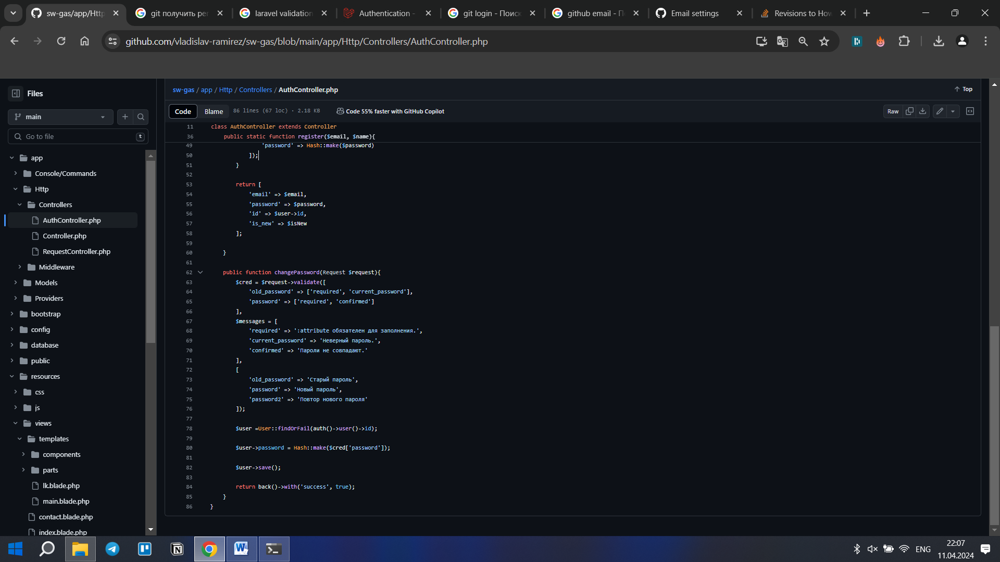 sw-gas/app/Http
git получить рег
laravel validation
Authentication -
git login - Поиск
github email - П
Email settings
Revisions to How
github.com/vladislav-ramirez/sw-gas/blob/main/app/Http/Controllers/AuthController.php
Files
main
Go to file
t
app
Console/Commands
Http
Controllers
AuthController.php
Controller.php
RequestController.php
Middleware
Models
Providers
bootstrap
config
database
public
resources
css
js
views
templates
components
parts
lk.blade.php
main.blade.php
contact.blade.php
index.blade.php
sw-gas / app / Http / Controllers / AuthController.php
Top
Code
Blame
86 lines (67 loc) · 2.18 KB
Code 55% faster with GitHub Copilot
Raw
11 class AuthController extends Controller
36 public static function register($email, $name){
49 'password' => Hash::make($password)
50 ]);
51 }
52
53 return [
54 'email' => $email,
55 'password' => $password,
56 'id' => $user->id,
57 'is_new' => $isNew
58 ];
59
60 }
61
62 public function changePassword(Request $request){
63 $cred = $request->validate([
64 'old_password' => ['required', 'current_password'],
65 'password' => ['required', 'confirmed']
66 ],
67 $messages = [
68 'required' => ':attribute обязателен для заполнения.',
69 'current_password' => 'Неверный пароль.',
70 'confirmed' => 'Пароли не совпадают.'
71 ],
72 [
73 'old_password' => 'Старый пароль',
74 'password' => 'Новый пароль',
75 'password2' => 'Повтор нового пароля'
76 ]);
77
78 $user =User::findOrFail(auth()->user()->id);
79
80 $user->password = Hash::make($cred['password']);
81
82 $user->save();
83
84 return back()->with('success', true);
85 }
86 }
ENG
22:07
11.04.2024